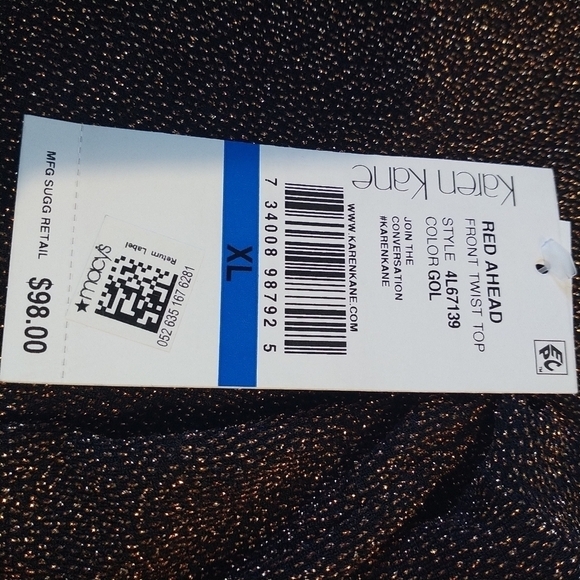 Karen Kane
RED AHEAD
FRONT TWIST TOP
STYLE 4L67139
COLOR GOL
JOIN THE
CONVERSATION
#KARENKANE
WWW.KARENKANE.COM
7 34008 98792 5
XL
macy's
Return Label
052 635 167 6281
MFG SUGG RETAIL $98.00
ECP™